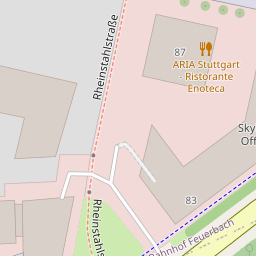 Rheinstahlstraße
87
ARIA Stuttgart
- Ristorante
Enoteca
Sky
Off
83
Rheinstahls
Bahnhof Feuerbach